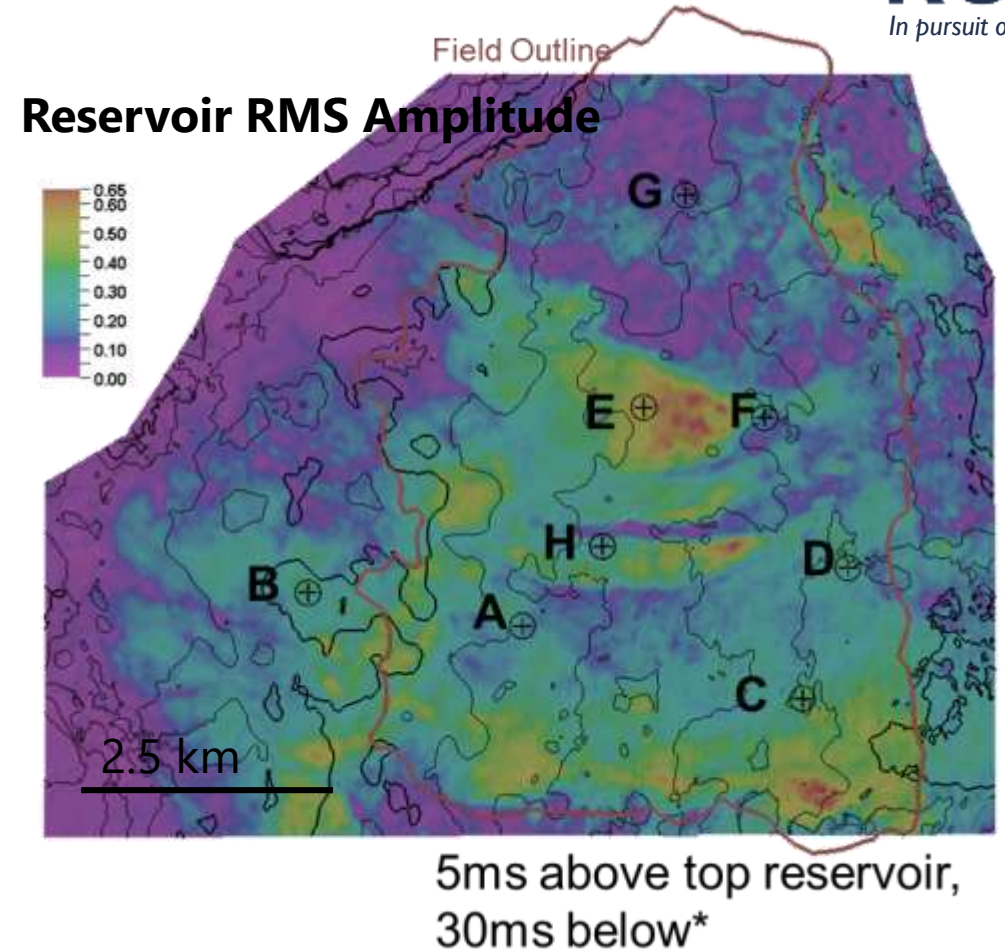 In pursuit o
Field Outline
Reservoir RMS Amplitude
0.65
0.60
0.50
0.40
0.30
0.20
0.10
0.00
G
E
F
H
D
B
A
C
2.5 km
5ms above top reservoir,
30ms below*